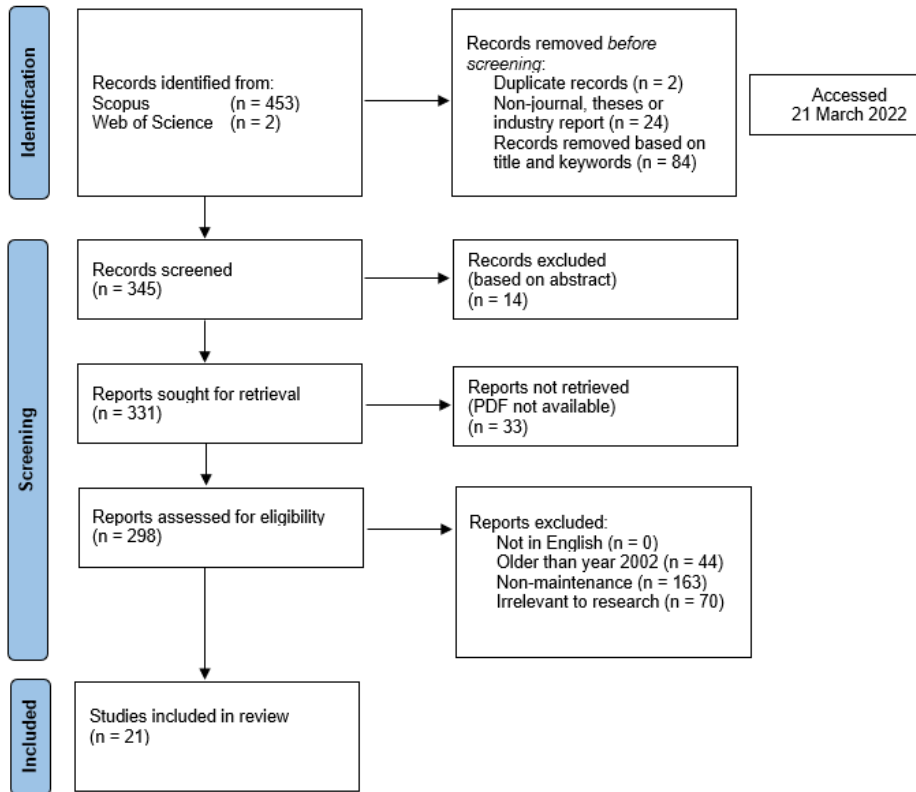 Identification
Records identified from:
Scopus (n = 453)
Web of Science (n = 2)
Records removed before
screening:
Duplicate records (n = 2)
Non-journal, theses or
industry report (n = 24)
Records removed based on
title and keywords (n = 84)
Accessed
21 March 2022
Screening
Records screened
(n = 345)
Records excluded
(based on abstract)
(n = 14)
Reports sought for retrieval
(n = 331)
Reports not retrieved
(PDF not available)
(n = 33)
Reports assessed for eligibility
(n = 298)
Reports excluded:
Not in English (n = 0)
Older than year 2002 (n = 44)
Non-maintenance (n = 163)
Irrelevant to research (n = 70)
Included
Studies included in review
(n = 21)